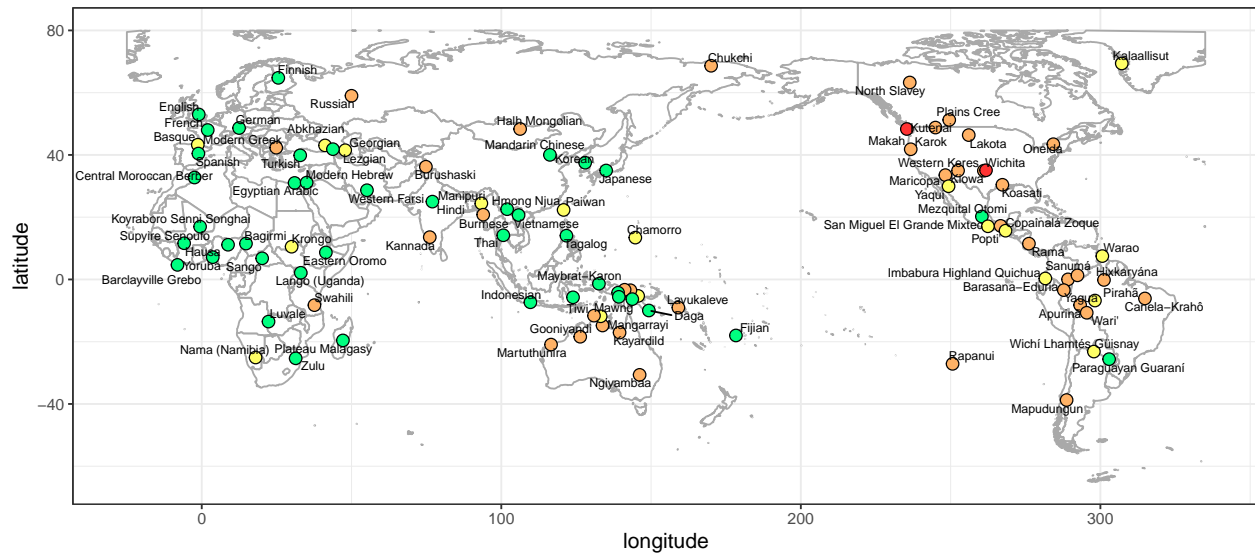 80
40
0
−40
latitude
0
100
200
300
longitude
Finnish
Russian
Chukchi
Kalaallisut
North Slavey
English
French
German
Basque
Modern Greek
Abkhazian
Georgian
Lezgian
Turkish
Spanish
Halh Mongolian
Mandarin Chinese
Korean
Japanese
Plains Cree
Kutenai
Makah
Karok
Lakota
Oneida
Central Moroccan Berber
Egyptian Arabic
Modern Hebrew
Western Farsi
Burushaski
Hindi
Manipuri
Hmong Njua
Paiwan
Burmese
Vietnamese
Western Keres
Wichita
Maricopa
Kiowa
Koasati
Yaqui
Mezquital Otomi
San Miguel El Grande Mixtec
Copainalá Zoque
Popti
Koyraboro Senni Songhai
Supyire Senoufo
Bagirmi
Krongo
Hausa
Yoruba
Sango
Eastern Oromo
Barclayville Grebo
Lango (Uganda)
Kannada
Thai
Tagalog
Chamorro
Rama
Warao
Sanumá
Imbabura Highland Quichua
Hixkaryána
Barasana−Eduria
Yagua
Pirahã
Canela−Krahô
Apurinã
Wari'
Swahili
Luvale
Maybrat−Karon
Indonesian
Tiwi
Mawng
Lavukaleve
Daga
Mangarrayi
Gooniyandi
Kayardild
Martuthunira
Fijian
Nama (Namibia)
Plateau Malagasy
Zulu
Ngiyambaa
Rapanui
Wichí Lhamtés Güisnay
Paraguayan Guaraní
Mapudungun